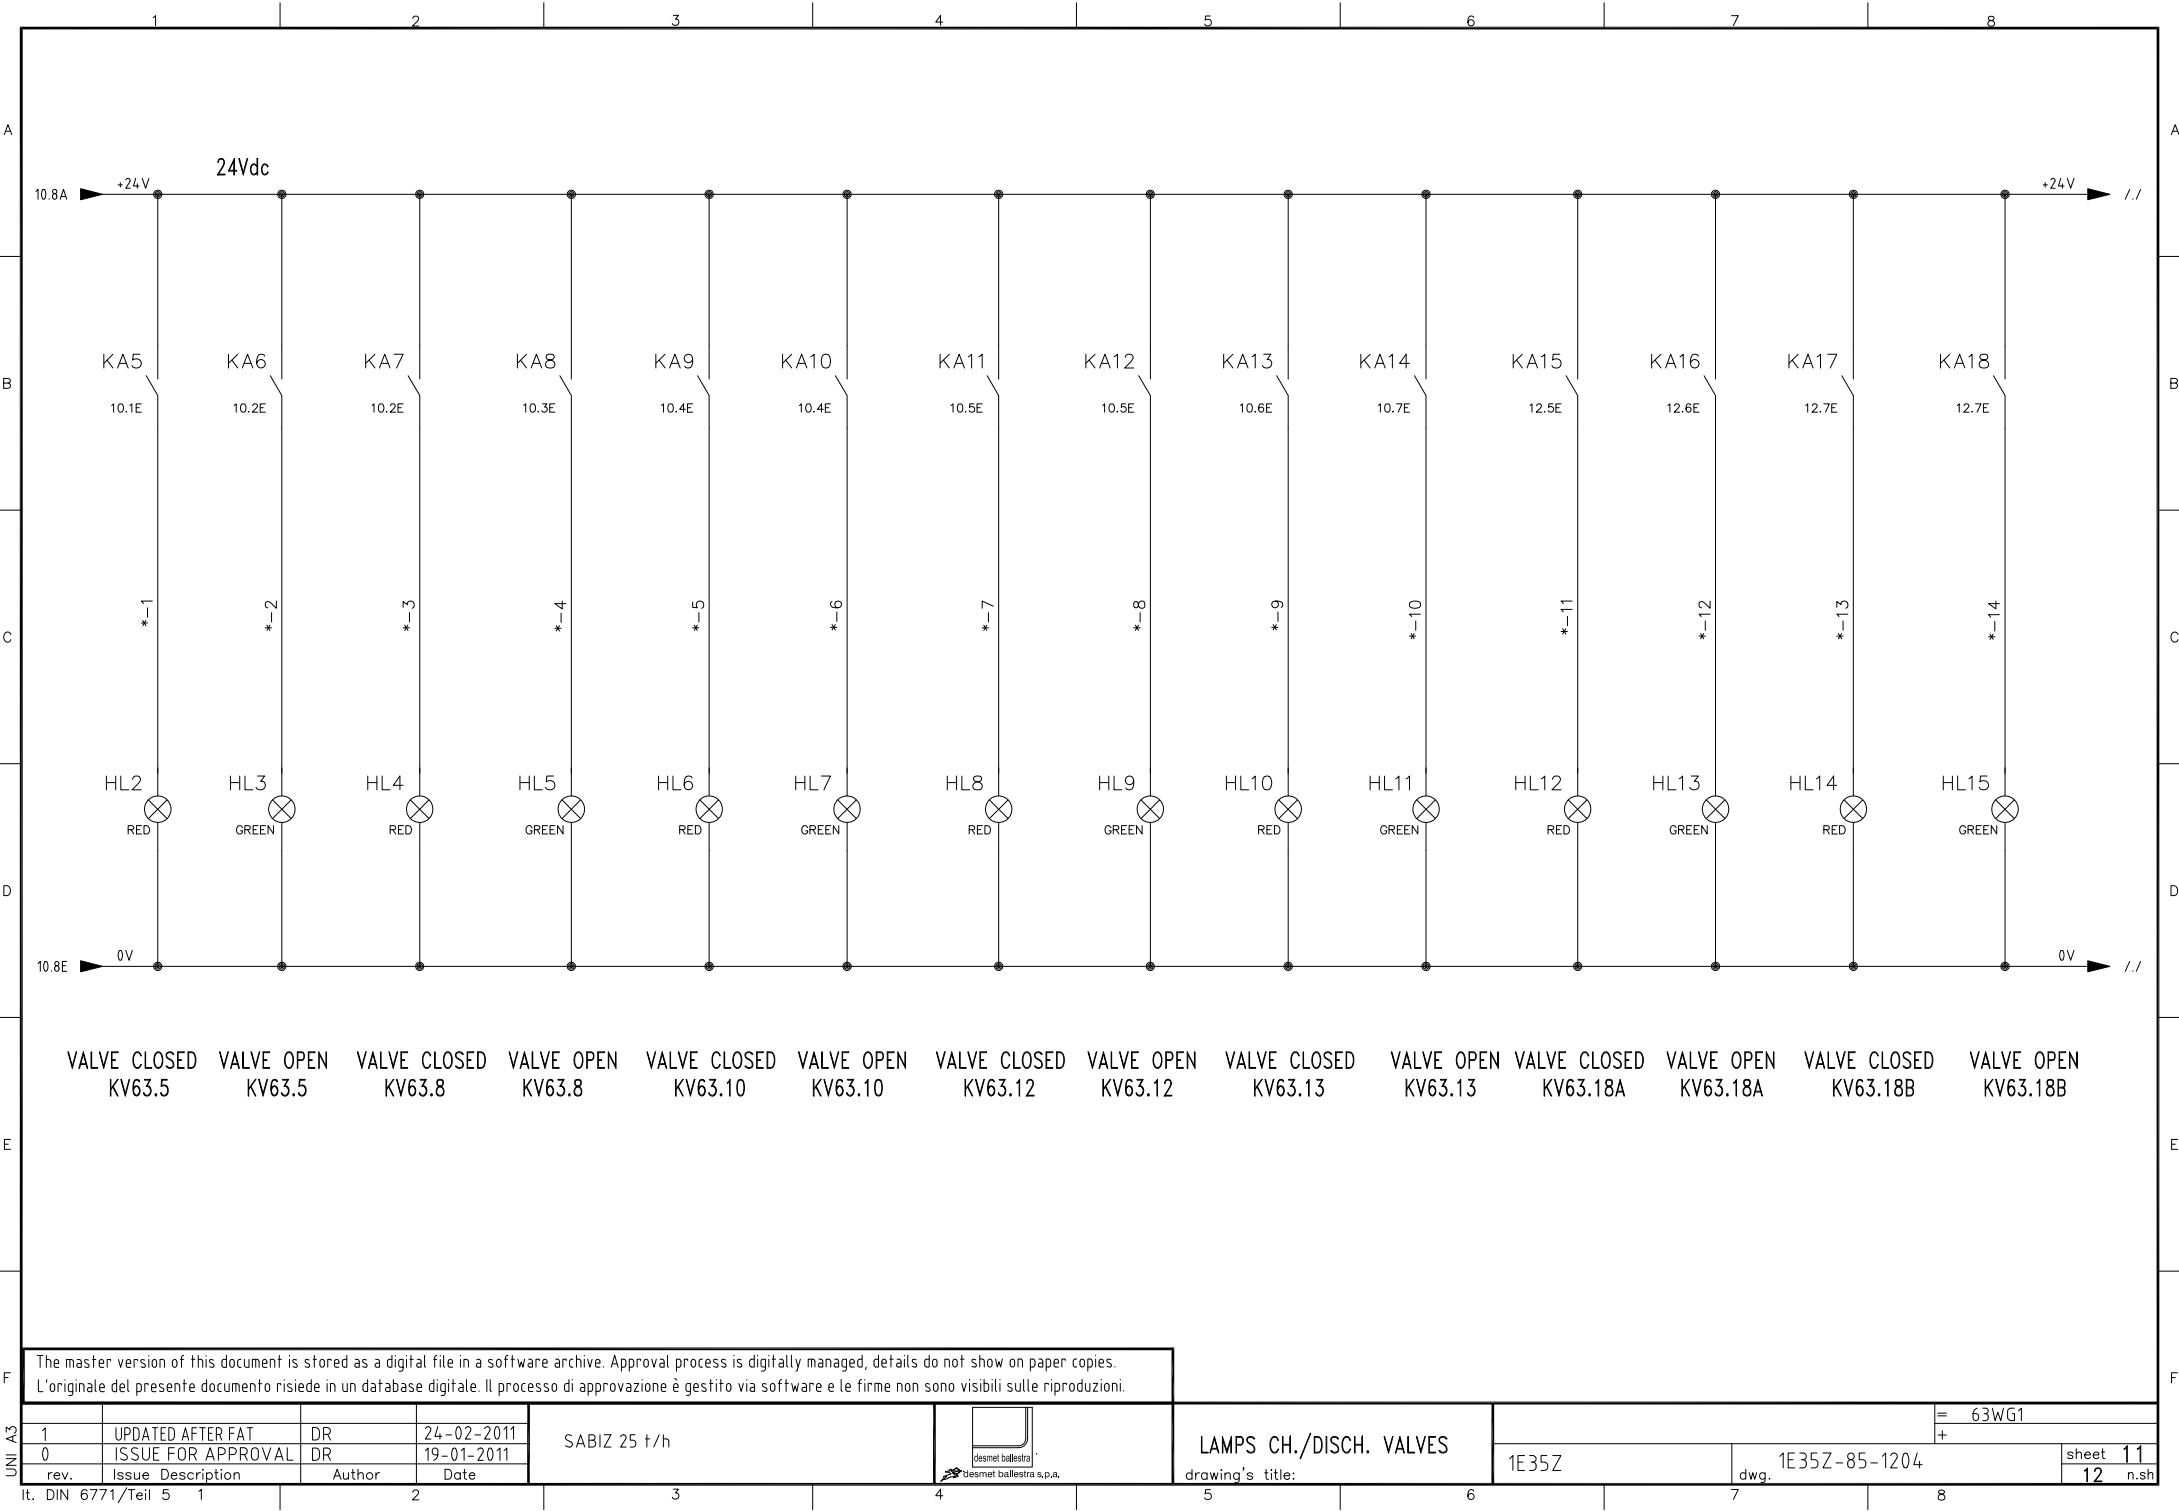 1 2 3 4 5 6 7 8
A A
24Vdc
10.8A +24V +24V /./
KA5 KA6 KA7 KA8 KA9 KA10 KA11 KA12 KA13 KA14 KA15 KA16 KA17 KA18
B B
10.1E 10.2E 10.2E 10.3E 10.4E 10.4E 10.5E 10.5E 10.6E 10.7E 12.5E 12.6E 12.7E 12.7E
*-1 *-2 *-3 *-4 *-5 *-6 *-7 *-8 *-9 *-10 *-11 *-12 *-13 *-14
C C
HL2 HL3 HL4 HL5 HL6 HL7 HL8 HL9 HL10 HL11 HL12 HL13 HL14 HL15
RED GREEN RED GREEN RED GREEN RED GREEN RED GREEN RED GREEN RED GREEN
D D
10.8E 0V 0V /./
VALVE CLOSED VALVE OPEN VALVE CLOSED VALVE OPEN VALVE CLOSED VALVE OPEN VALVE CLOSED VALVE OPEN VALVE CLOSED VALVE OPEN VALVE CLOSED VALVE OPEN VALVE CLOSED VALVE OPEN
KV63.5 KV63.5 KV63.8 KV63.8 KV63.10 KV63.10 KV63.12 KV63.12 KV63.13 KV63.13 KV63.18A KV63.18A KV63.18B KV63.18B
E E
The master version of this document is stored as a digital file in a software archive. Approval process is digitally managed, details do not show on paper copies.
F F
L'originale del presente documento risiede in un database digitale. Il processo di approvazione è gestito via software e le firme non sono visibili sulle riproduzioni.
UNI A3
1 UPDATED AFTER FAT DR 24-02-2011
0 ISSUE FOR APPROVAL DR 19-01-2011
rev. Issue Description Author Date
SABIZ 25 t/h
desmet ballestra
desmet ballestra s.p.a.
LAMPS CH./DISCH. VALVES
drawing's title:
= 63WG1
+
1E35Z
dwg. 1E35Z-85-1204
sheet 11
12 n.sh
It. DIN 6771/Teil 5 1 2 3 4 5 6 7 8